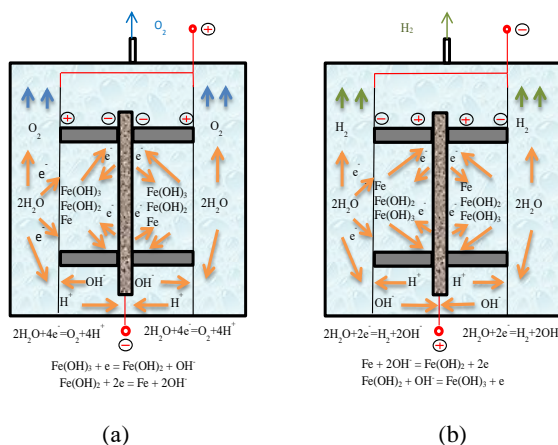 O₂ ⊕
⊕ ⊖ ⊖ ⊕
O₂ e⁻ e⁻ O₂
e⁻
2H₂O Fe(OH)₃ Fe(OH)₃ 2H₂O
Fe(OH)₂ Fe(OH)₂
Fe Fe
e⁻ e⁻ e⁻
OH⁻ OH⁻
H⁺ H⁺
2H₂O+4e⁻=O₂+4H⁺ 2H₂O+4e⁻=O₂+4H⁺
⊖
Fe(OH)₃ + e = Fe(OH)₂ + OH⁻
Fe(OH)₂ + 2e = Fe + 2OH⁻
(a)
H₂ ⊖
⊖ ⊕ ⊕ ⊖
H₂ e⁻ e⁻ H₂
2H₂O Fe Fe 2H₂O
Fe(OH)₂ Fe(OH)₂
Fe(OH)₃ Fe(OH)₃
e⁻ e⁻
H⁺ H⁺
OH⁻ OH⁻
2H₂O+2e⁻=H₂+2OH⁻ 2H₂O+2e⁻=H₂+2OH
⊕
Fe + 2OH⁻ = Fe(OH)₂ + 2e
Fe(OH)₂ + OH⁻ = Fe(OH)₃ + e
(b)